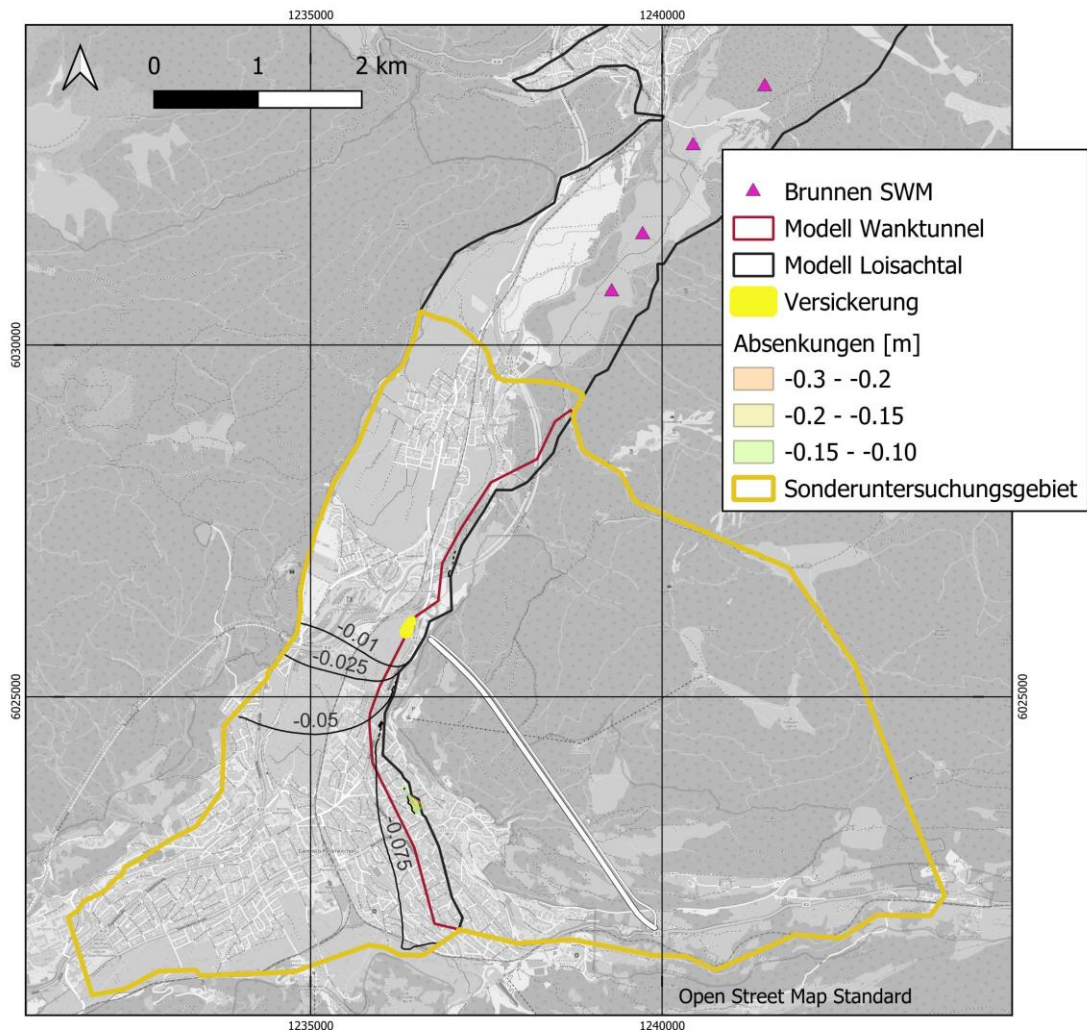 1235000
1240000
0
1
2 km
Brunnen SWM
Modell Wanktunnel
Modell Loisachtal
Versickerung
Absenkungen [m]
-0.3 - -0.2
-0.2 - -0.15
-0.15 - -0.10
Sonderuntersuchungsgebiet
6030000
6030000
-0.01
-0.025
-0.05
-0.075
6025000
6025000
Open Street Map Standard
1235000
1240000